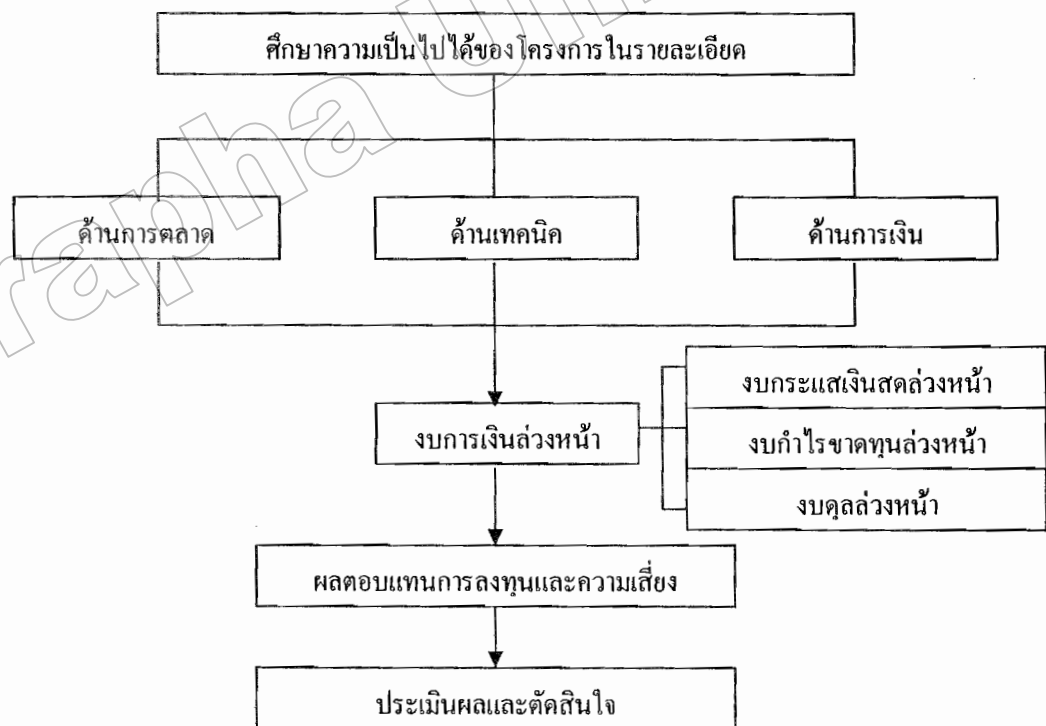 ศึกษาความเป็นไปได้ของโครงการในรายละเอียด
ด้านการตลาด
ด้านเทคนิค
ด้านการเงิน
งบกระแสเงินสดล่วงหน้า
งบการเงินล่วงหน้า
งบกำไรขาดทุนล่วงหน้า
งบดุลล่วงหน้า
ผลตอบแทนการลงทุนและความเสี่ยง
ประเมินผลและตัดสินใจ